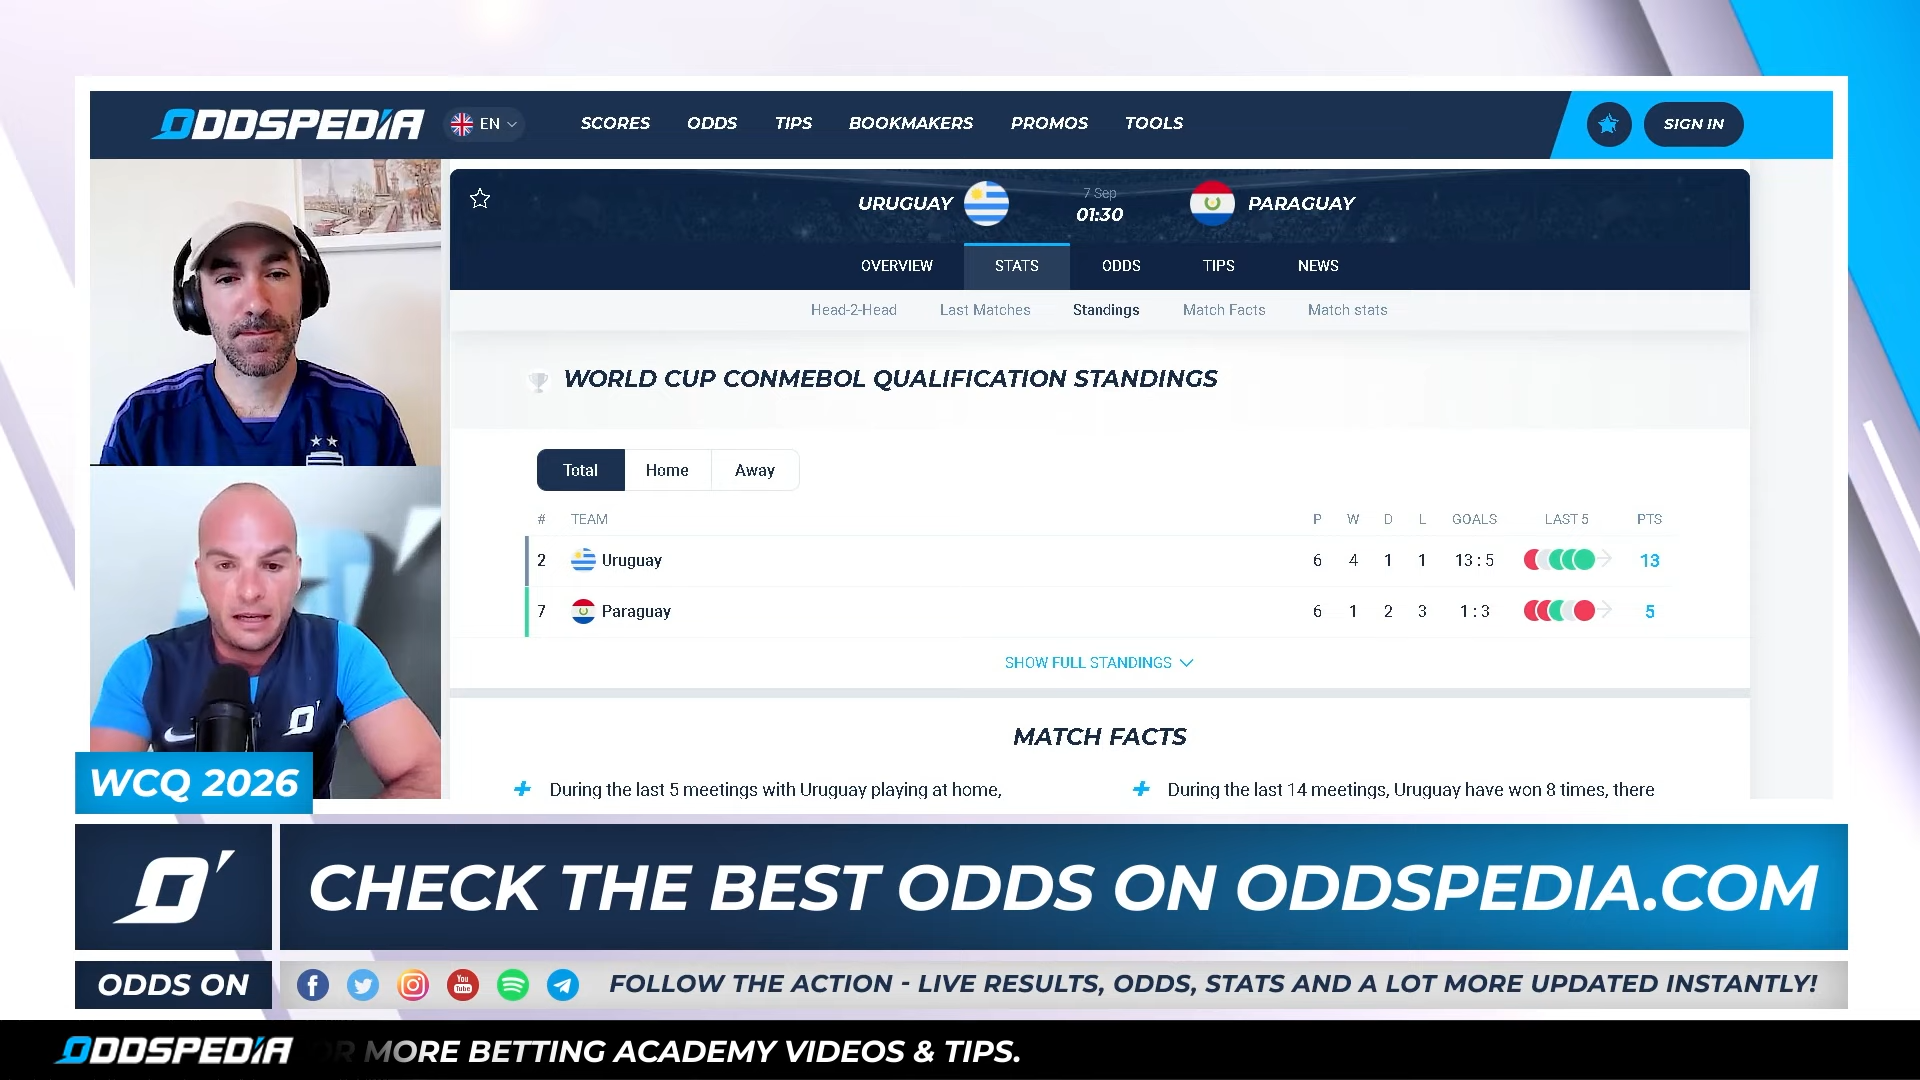 ODDSPEDIA
EN
SCORES ODDS TIPS BOOKMAKERS PROMOS TOOLS
SIGN IN
URUGUAY
7 Sep
01:30
PARAGUAY
OVERVIEW STATS ODDS TIPS NEWS
Head-2-Head Last Matches Standings Match Facts Match stats
WORLD CUP CONMEBOL QUALIFICATION STANDINGS
Total Home Away
# TEAM P W D L GOALS LAST 5 PTS
2 Uruguay 6 4 1 1 13 : 5 13
7 Paraguay 6 1 2 3 1 : 3 5
SHOW FULL STANDINGS
MATCH FACTS
During the last 5 meetings with Uruguay playing at home,
During the last 14 meetings, Uruguay have won 8 times, there
WCQ 2026
CHECK THE BEST ODDS ON ODDSPEDIA.COM
ODDS ON
You Tube
FOLLOW THE ACTION - LIVE RESULTS, ODDS, STATS AND A LOT MORE UPDATED INSTANTLY!
ODDSPEDIA
OR MORE BETTING ACADEMY VIDEOS & TIPS.